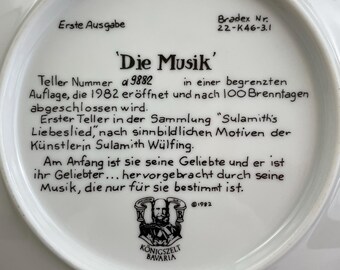 Erste Ausgabe
Bradex Nr.
22-K46-3.1
'Die Musik'
Teller Nummer a9882 in einer begrenzten
Auflage, die 1982 eröffnet und nach 100 Brenntagen
abgeschlossen wird.
Erster Teller in der Sammlung "Sulamith's
Liebeslied," nach sinnbildlichen Motiven der
Künstlerin Sulamith Wülfing.
Am Anfang ist sie seine Geliebte und er ist
ihr Geliebter... hervorgebracht durch seine
Musik, die nur für sie bestimmt ist.
©1982
KÖNIGSZELT
BAVARIA